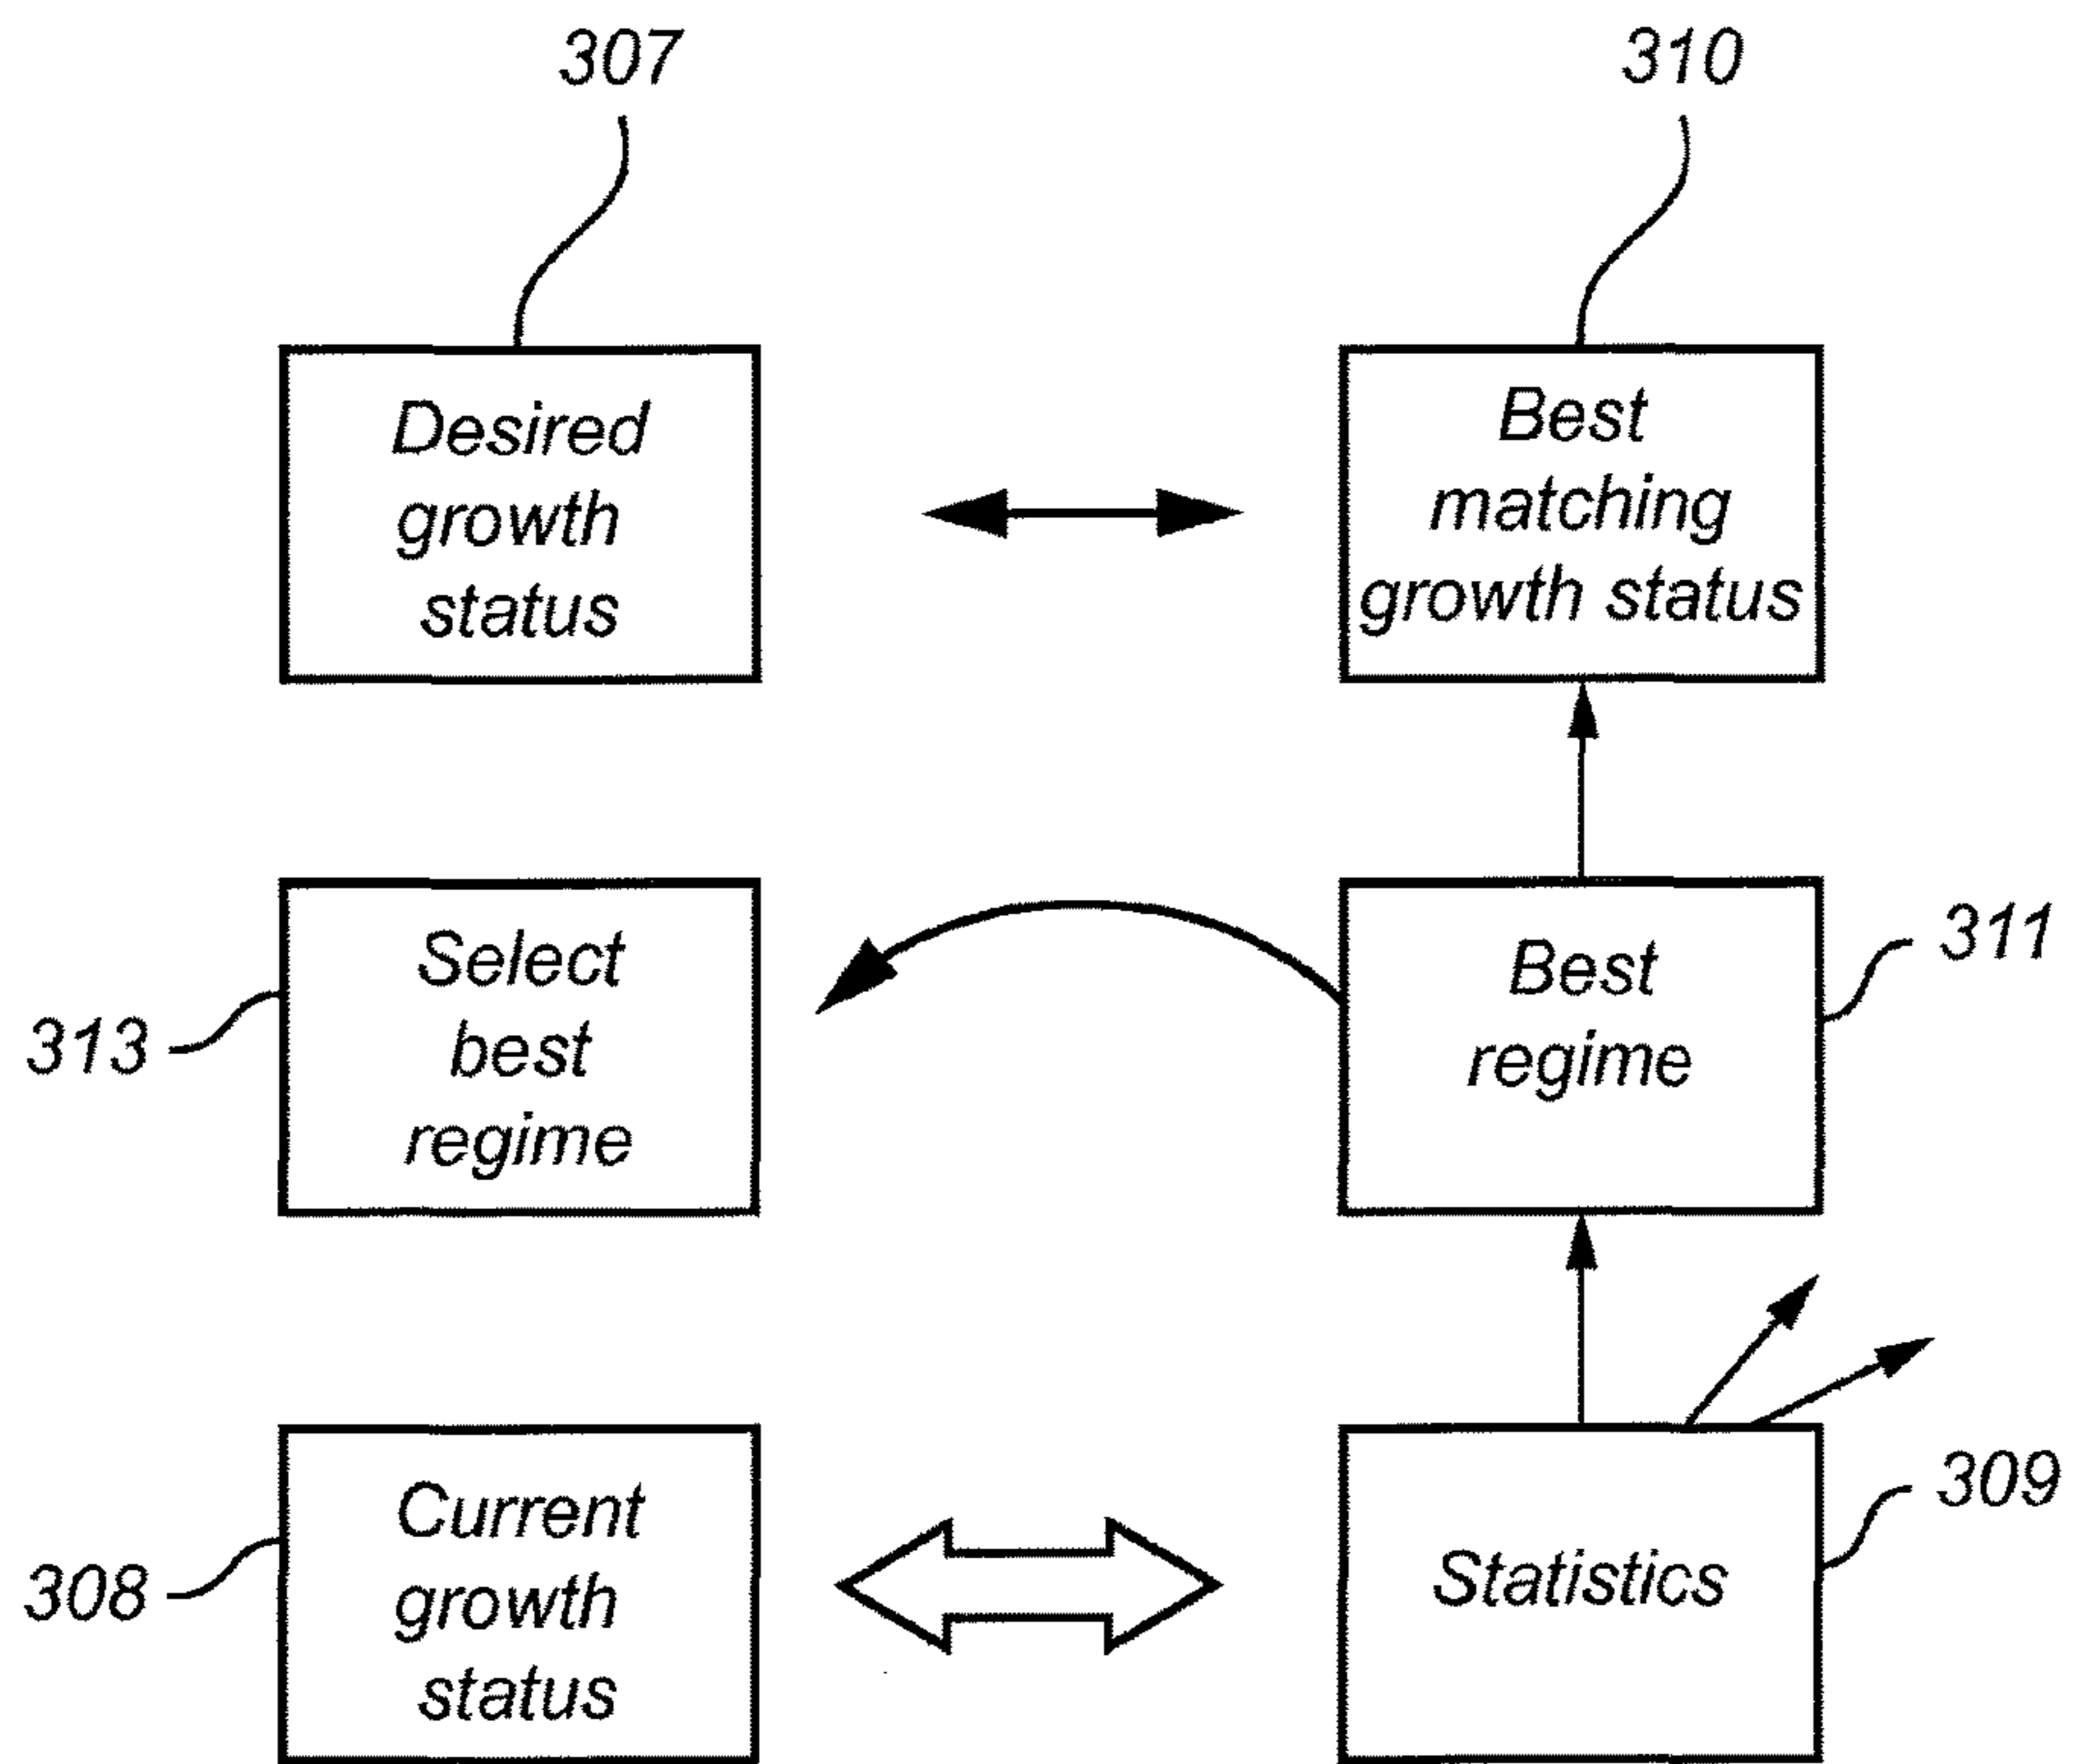 307
310
Desired
growth
status
Best
matching
growth status
Select
best
regime
313
Best
regime
311
Current
growth
status
308
Statistics
309